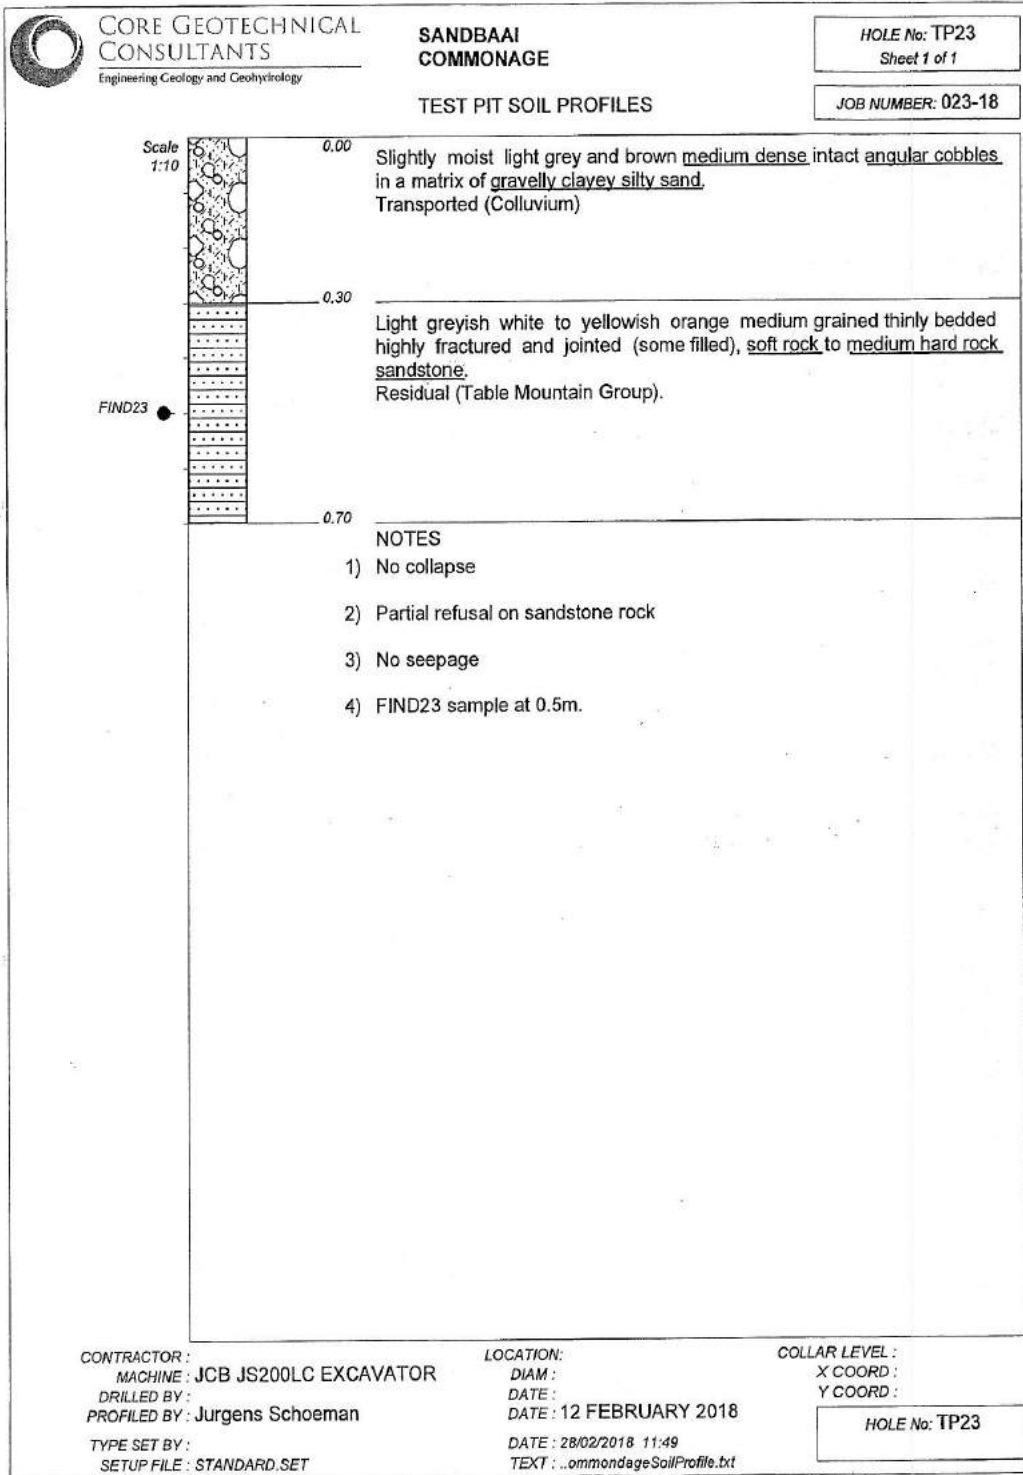 CORE GEOTECHNICAL
CONSULTANTS
Engineering Geology and Geohydrology
SANDBAAI
COMMONAGE
TEST PIT SOIL PROFILES
HOLE No: TP23
Sheet 1 of 1
JOB NUMBER: 023-18
Scale
1:10
0.00
Slightly moist light grey and brown medium dense intact angular cobbles
in a matrix of gravelly clayey silty sand.
Transported (Colluvium)
0.30
Light greyish white to yellowish orange medium grained thinly bedded
highly fractured and jointed (some filled), soft rock to medium hard rock
sandstone.
Residual (Table Mountain Group).
FIND23
0.70
NOTES
1) No collapse
2) Partial refusal on sandstone rock
3) No seepage
4) FIND23 sample at 0.5m.
CONTRACTOR :
MACHINE : JCB JS200LC EXCAVATOR
DRILLED BY :
PROFILED BY : Jurgens Schoeman
TYPE SET BY :
SETUP FILE : STANDARD.SET
LOCATION:
DIAM :
DATE :
DATE : 12 FEBRUARY 2018
DATE : 28/02/2018 11:49
TEXT : ..ommondageSoilProfile.txt
COLLAR LEVEL :
X COORD :
Y COORD :
HOLE No: TP23